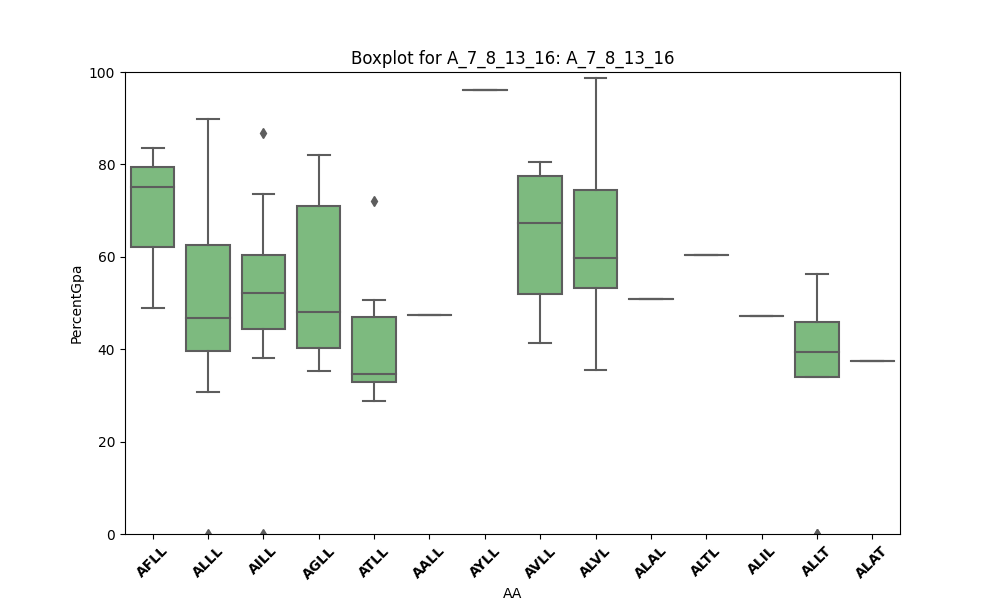 Boxplot for A_7_8_13_16: A_7_8_13_16
PercentGpa
100
80
60
40
20
0
AFLL ALLL AILL AGLL ATLL AALL AYLL AVLL ALVL ALAL ALTL ALIL ALLT ALAT
AA